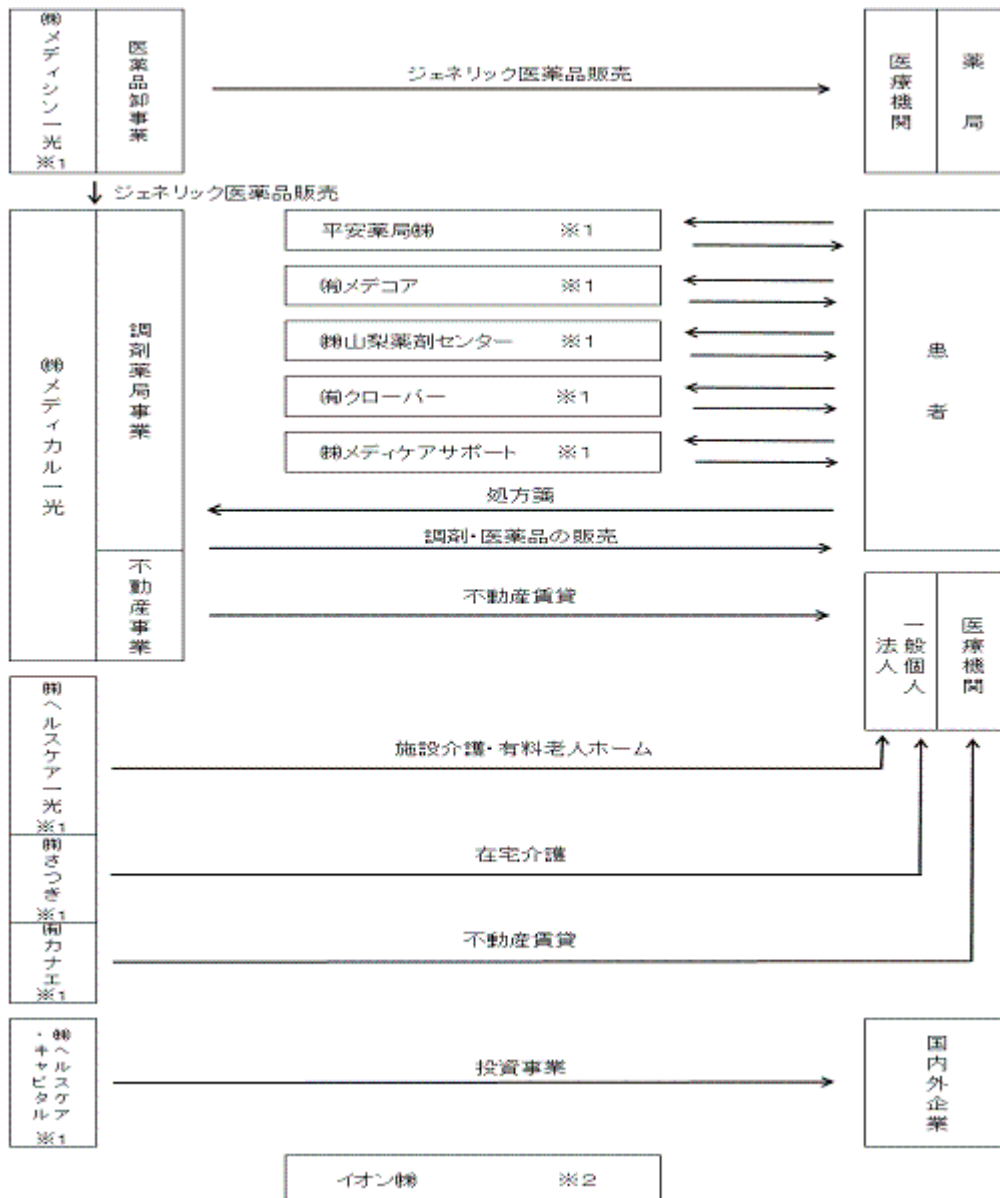 ㈱メディシン一光
※1
医薬品卸事業
ジェネリック医薬品販売
医療機関
薬局
ジェネリック医薬品販売
㈱メディカル一光
調剤薬局事業
平安薬局㈱ ※1
㈲メデコア ※1
㈱山梨薬剤センター ※1
㈲クローバー ※1
㈱メディケアサポート ※1
患者
処方箋
調剤・医薬品の販売
不動産事業
不動産賃貸
一般個人
法人
医療機関
㈱ヘルスケア一光
※1
施設介護・有料老人ホーム
㈱さつき
※1
在宅介護
㈲カナエ
※1
不動産賃貸
㈱ヘルスケア
・キャピタル
※1
投資事業
国内外企業
イオン㈱ ※2